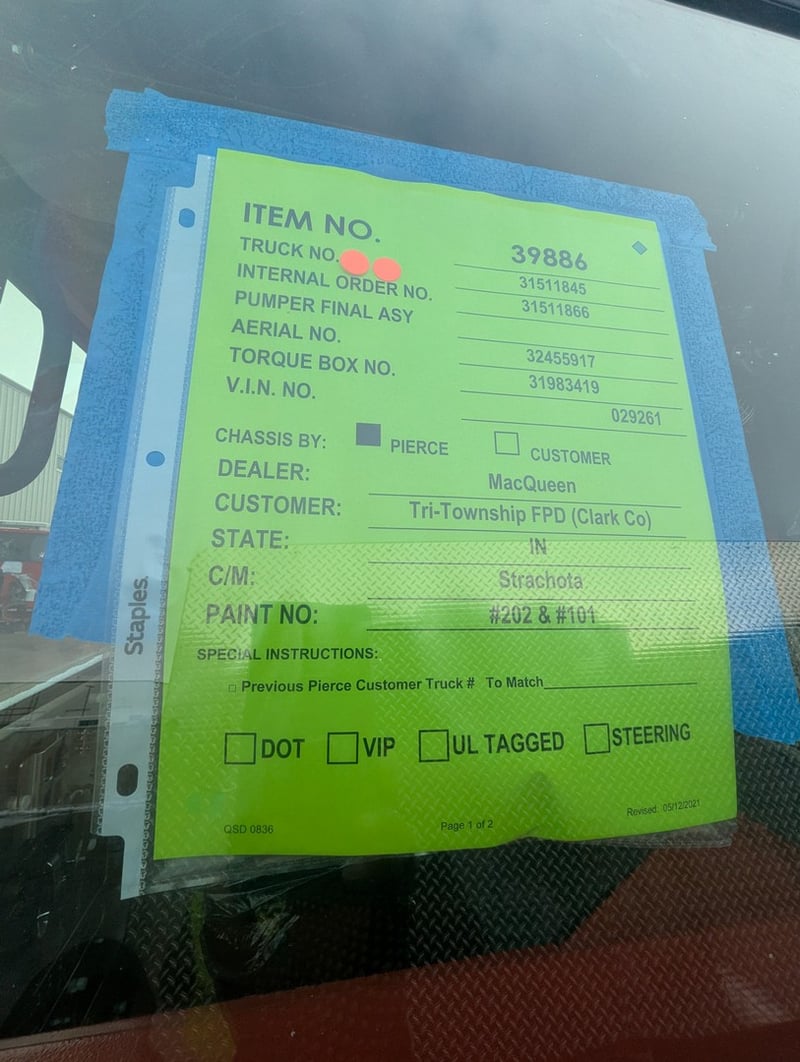 ITEM NO. 39886
TRUCK NO. 31511845
INTERNAL ORDER NO. 31511866
PUMPER FINAL ASY
AERIAL NO. 32455917
TORQUE BOX NO. 31983419
V.I.N. NO. 029261
CHASSIS BY: PIERCE CUSTOMER
DEALER: MacQueen
CUSTOMER: Tri-Township FPD (Clark Co)
STATE: IN
C/M: Strachota
PAINT NO: #202 & #101
SPECIAL INSTRUCTIONS:
Previous Pierce Customer Truck # To Match
DOT VIP UL TAGGED STEERING
QSD 0836 Page 1 of 2 Revised: 05/12/2021
Staples